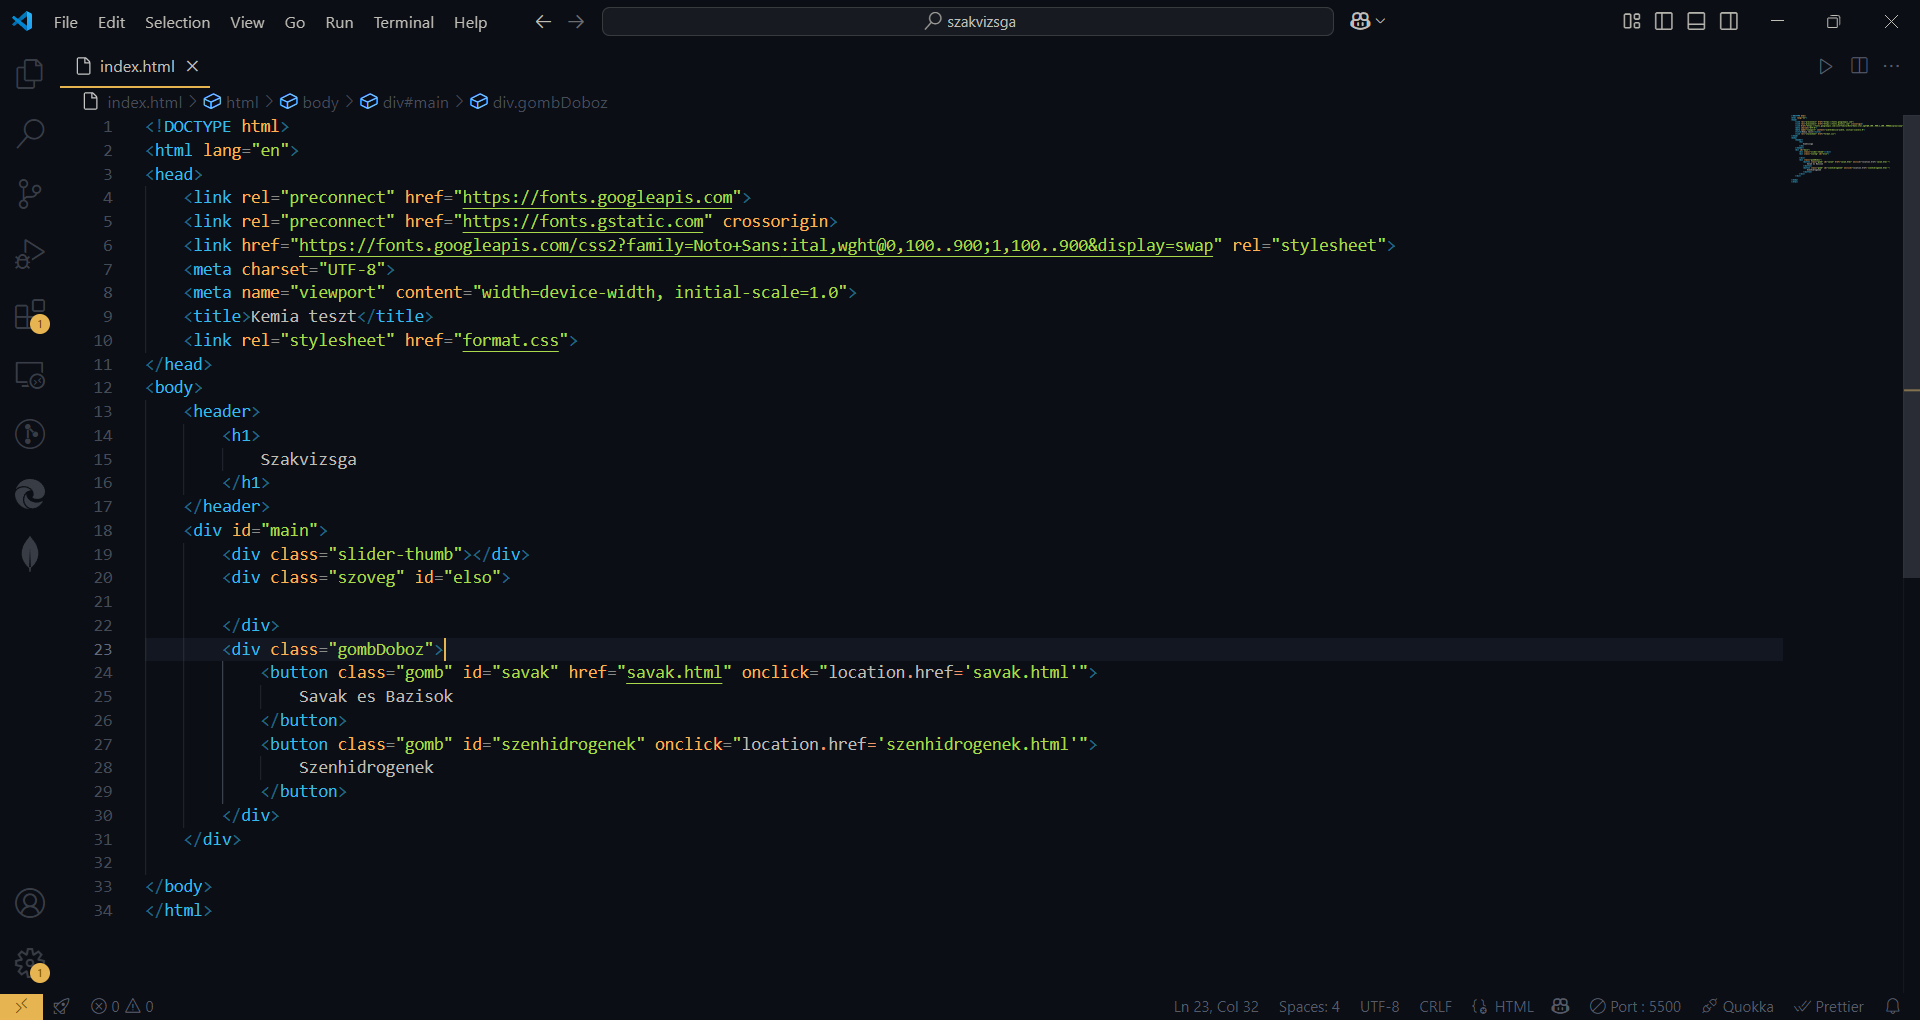 File Edit Selection View Go Run Terminal Help szakvizsga
index.html
index.html > html > body > div#main > div.gombDoboz
1 <!DOCTYPE html>
2 <html lang="en">
3 <head>
4 <link rel="preconnect" href="https://fonts.googleapis.com">
5 <link rel="preconnect" href="https://fonts.gstatic.com" crossorigin>
6 <link href="https://fonts.googleapis.com/css2?family=Noto+Sans:ital,wght@0,100..900;1,100..900&display=swap" rel="stylesheet">
7 <meta charset="UTF-8">
8 <meta name="viewport" content="width=device-width, initial-scale=1.0">
9 <title>Kemia teszt</title>
10 <link rel="stylesheet" href="format.css">
11 </head>
12 <body>
13 <header>
14 <h1>
15 Szakvizsga
16 </h1>
17 </header>
18 <div id="main">
19 <div class="slider-thumb"></div>
20 <div class="szoveg" id="elso">
21
22 </div>
23 <div class="gombDoboz">
24 <button class="gomb" id="savak" href="savak.html" onclick="location.href='savak.html'">
25 Savak es Bazisok
26 </button>
27 <button class="gomb" id="szenhidrogenek" onclick="location.href='szenhidrogenek.html'">
28 Szenhidrogenek
29 </button>
30 </div>
31 </div>
32
33 </body>
34 </html>
1
1
0 0 Ln 23, Col 32 Spaces: 4 UTF-8 CRLF HTML Port : 5500 Quokka Prettier